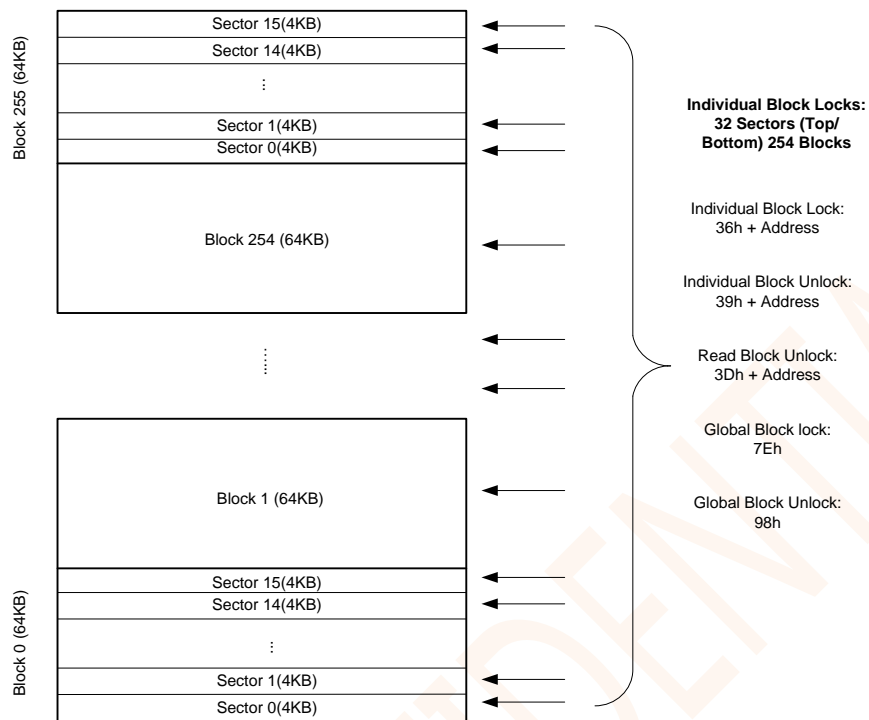 Block 255 (64KB)
Sector 15(4KB)
Sector 14(4KB)
⋮
Sector 1(4KB)
Sector 0(4KB)
Block 254 (64KB)
......
Block 1 (64KB)
Block 0 (64KB)
Sector 15(4KB)
Sector 14(4KB)
⋮
Sector 1(4KB)
Sector 0(4KB)
Individual Block Locks:
32 Sectors (Top/
Bottom) 254 Blocks
Individual Block Lock:
36h + Address
Individual Block Unlock:
39h + Address
Read Block Unlock:
3Dh + Address
Global Block lock:
7Eh
Global Block Unlock:
98h